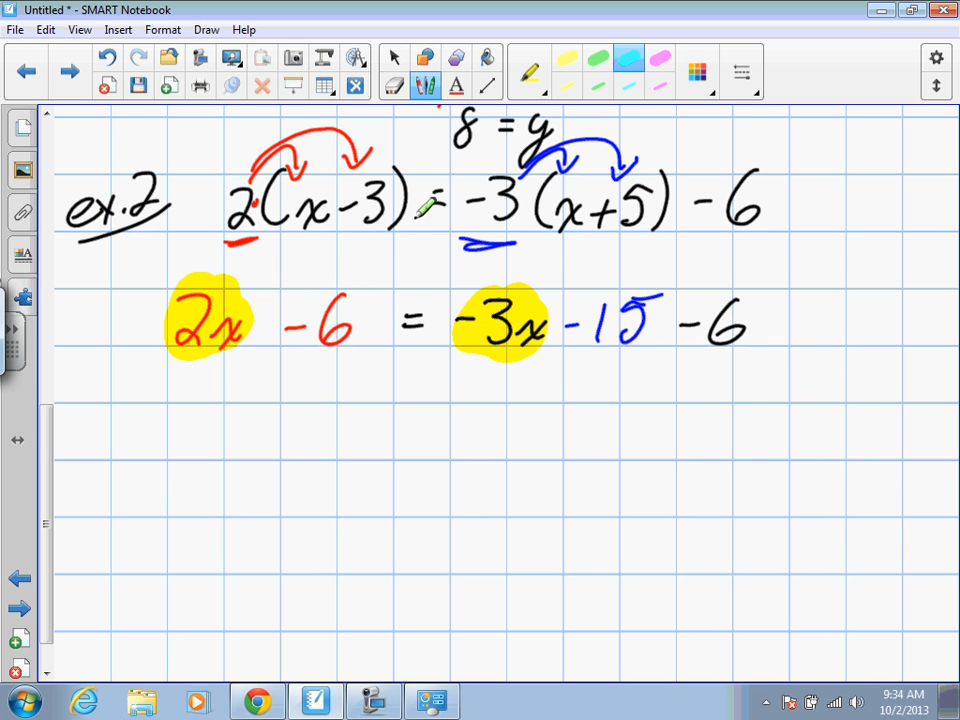 Untitled * - SMART Notebook
File Edit View Insert Format Draw Help
8 = y
ex.2 2(x-3) = -3(x+5) - 6
2x - 6 = -3x - 15 - 6
9:34 AM
10/2/2013